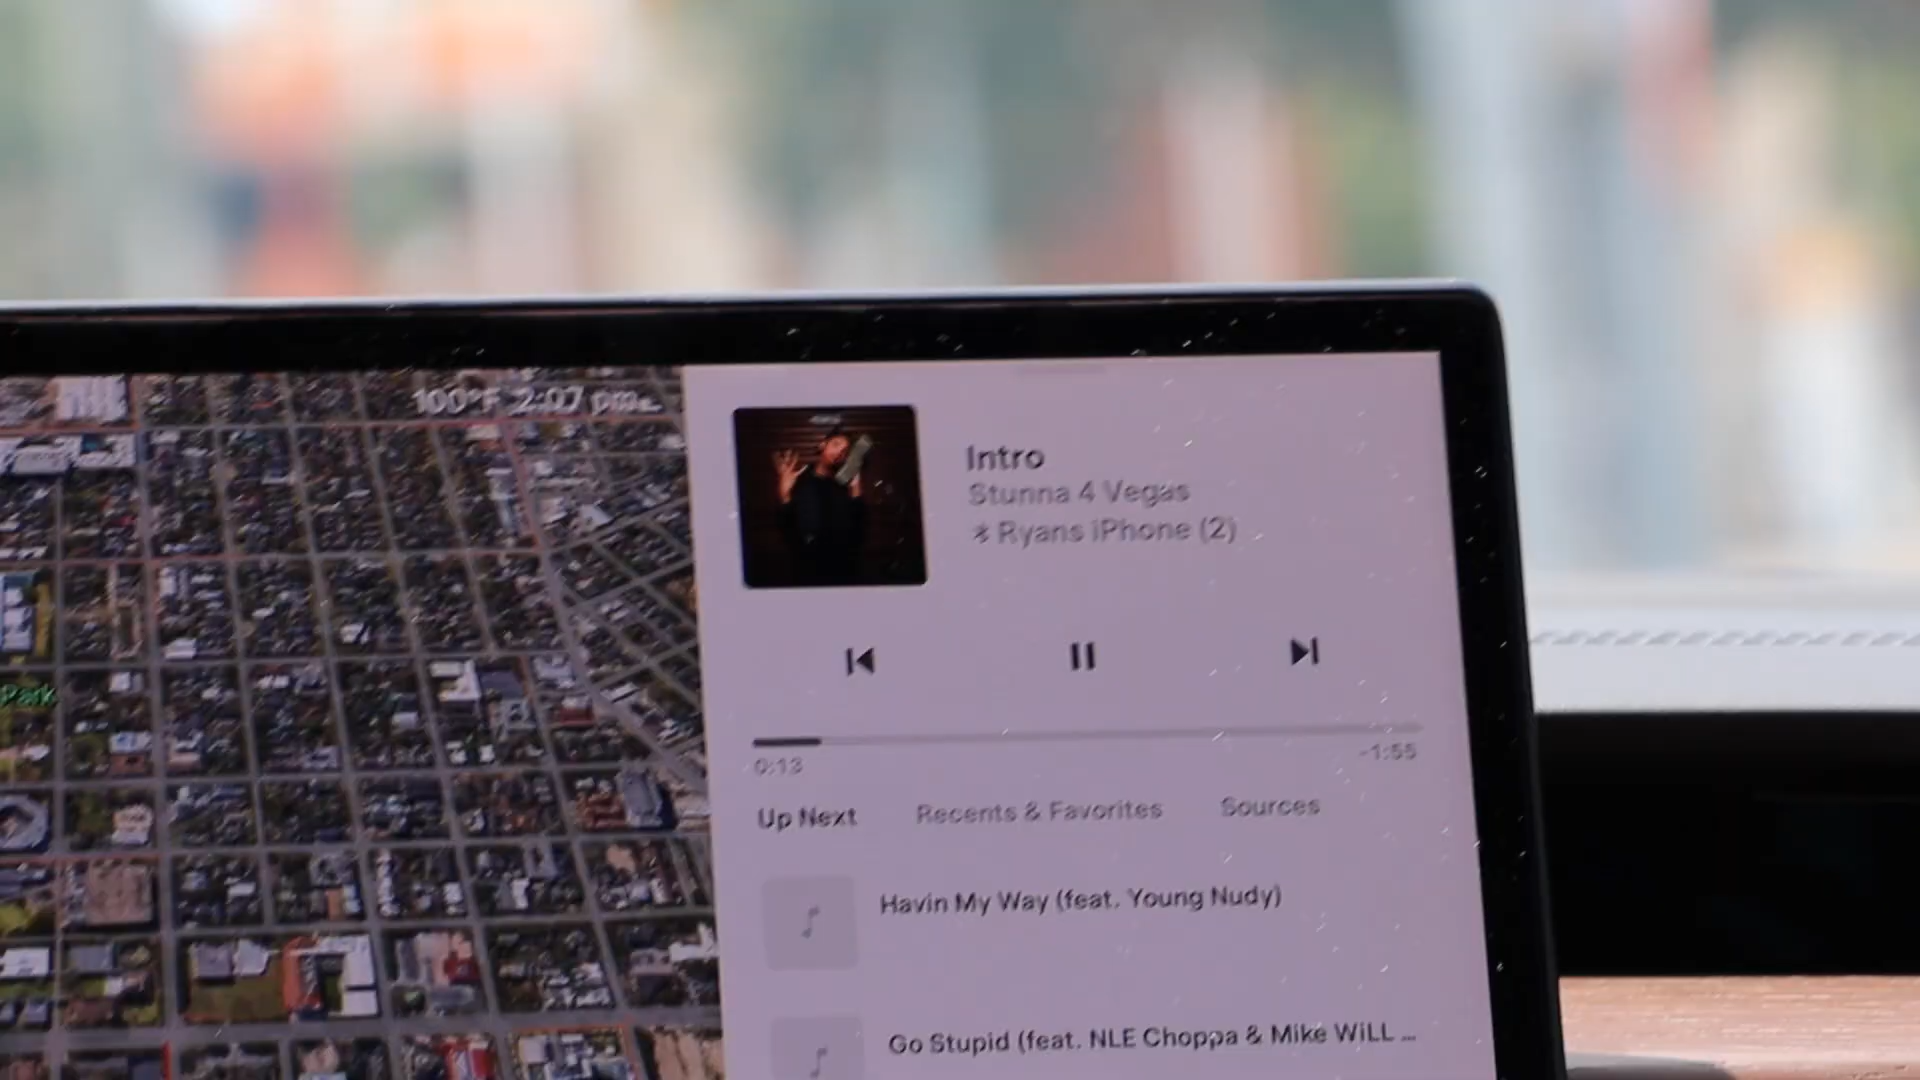 100°F 2:07 pm
Intro
Stunna 4 Vegas
Ryans iPhone (2)
0:13
-1:55
Up Next Recents & Favorites Sources
Havin My Way (feat. Young Nudy)
Go Stupid (feat. NLE Choppa & Mike WiLL ...
Park